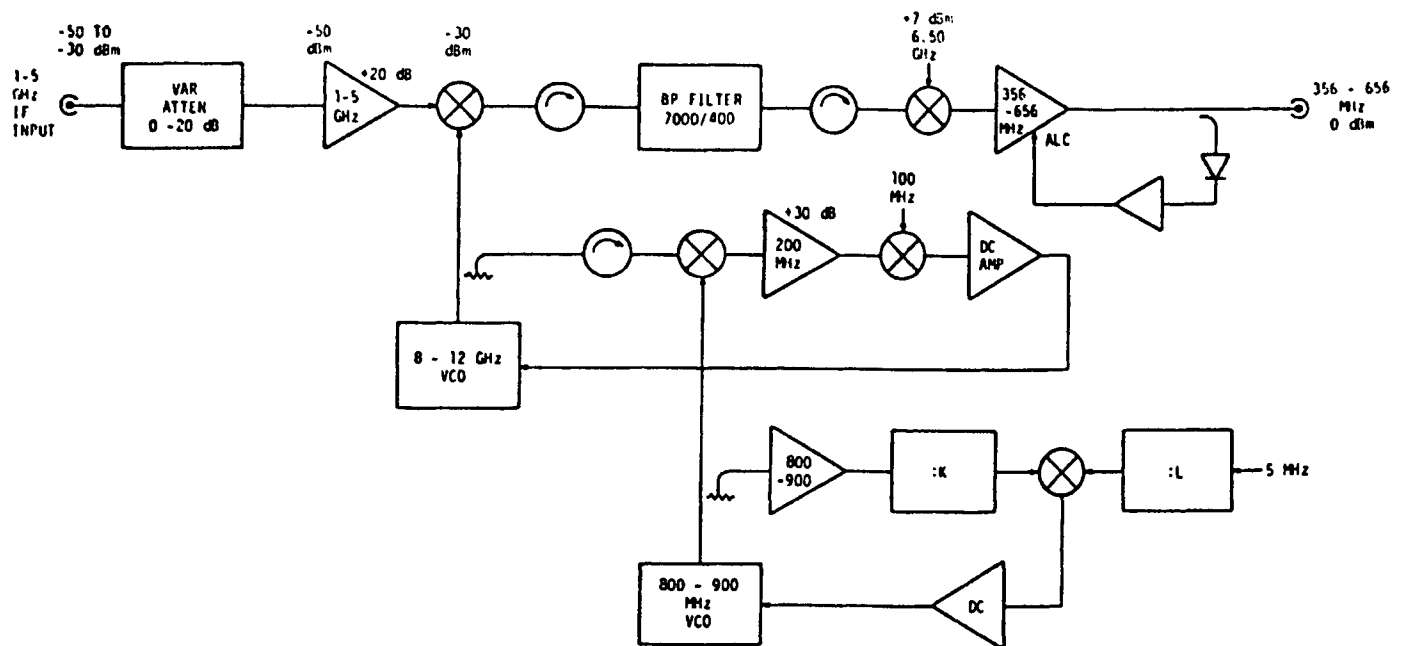 -50 TO
-30 dBm
-50
dBm
-30
dBm
+7 dBm
6.50
GHz
1-5
GHz
IF
INPUT
VAR
ATTEN
0 -20 dB
+20 dB
1-5
GHz
BP FILTER
7000/400
356
-656
MHz
ALC
356 - 656
MHz
0 dBm
+30 dB
200
MHz
100
MHz
DC
AMP
8 - 12 GHz
VCO
800
-900
:K
:L
5 MHz
800 - 900
MHz
VCO
DC